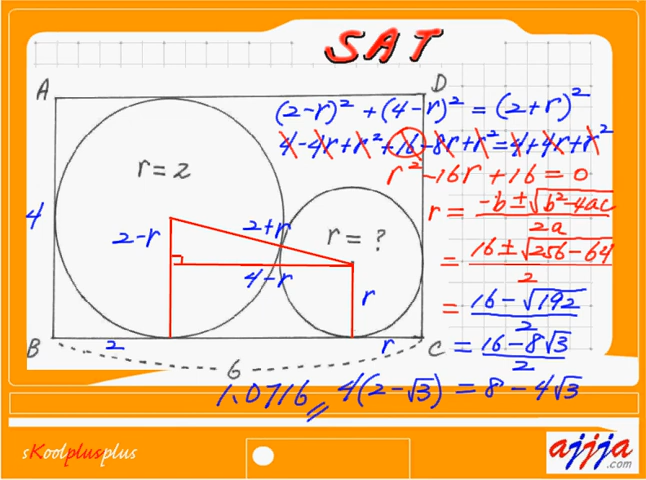 SAT
A
D
(2-r)² + (4-r)² = (2+r)²
4-4r+r²+16-8r+r²=4+4r+r²
r = 2
r² -16r +16 = 0
4
2-r
2+r
r = ?
r = -b ± √b²-4ac / 2a
4-r
= 16 ± √256-64 / 2
r
= 16 - √192 / 2
B
2
r
C
= 16 - 8√3 / 2
6
1.0716 4(2-√3) = 8-4√3
sKoolplusplus
ajjja
.com